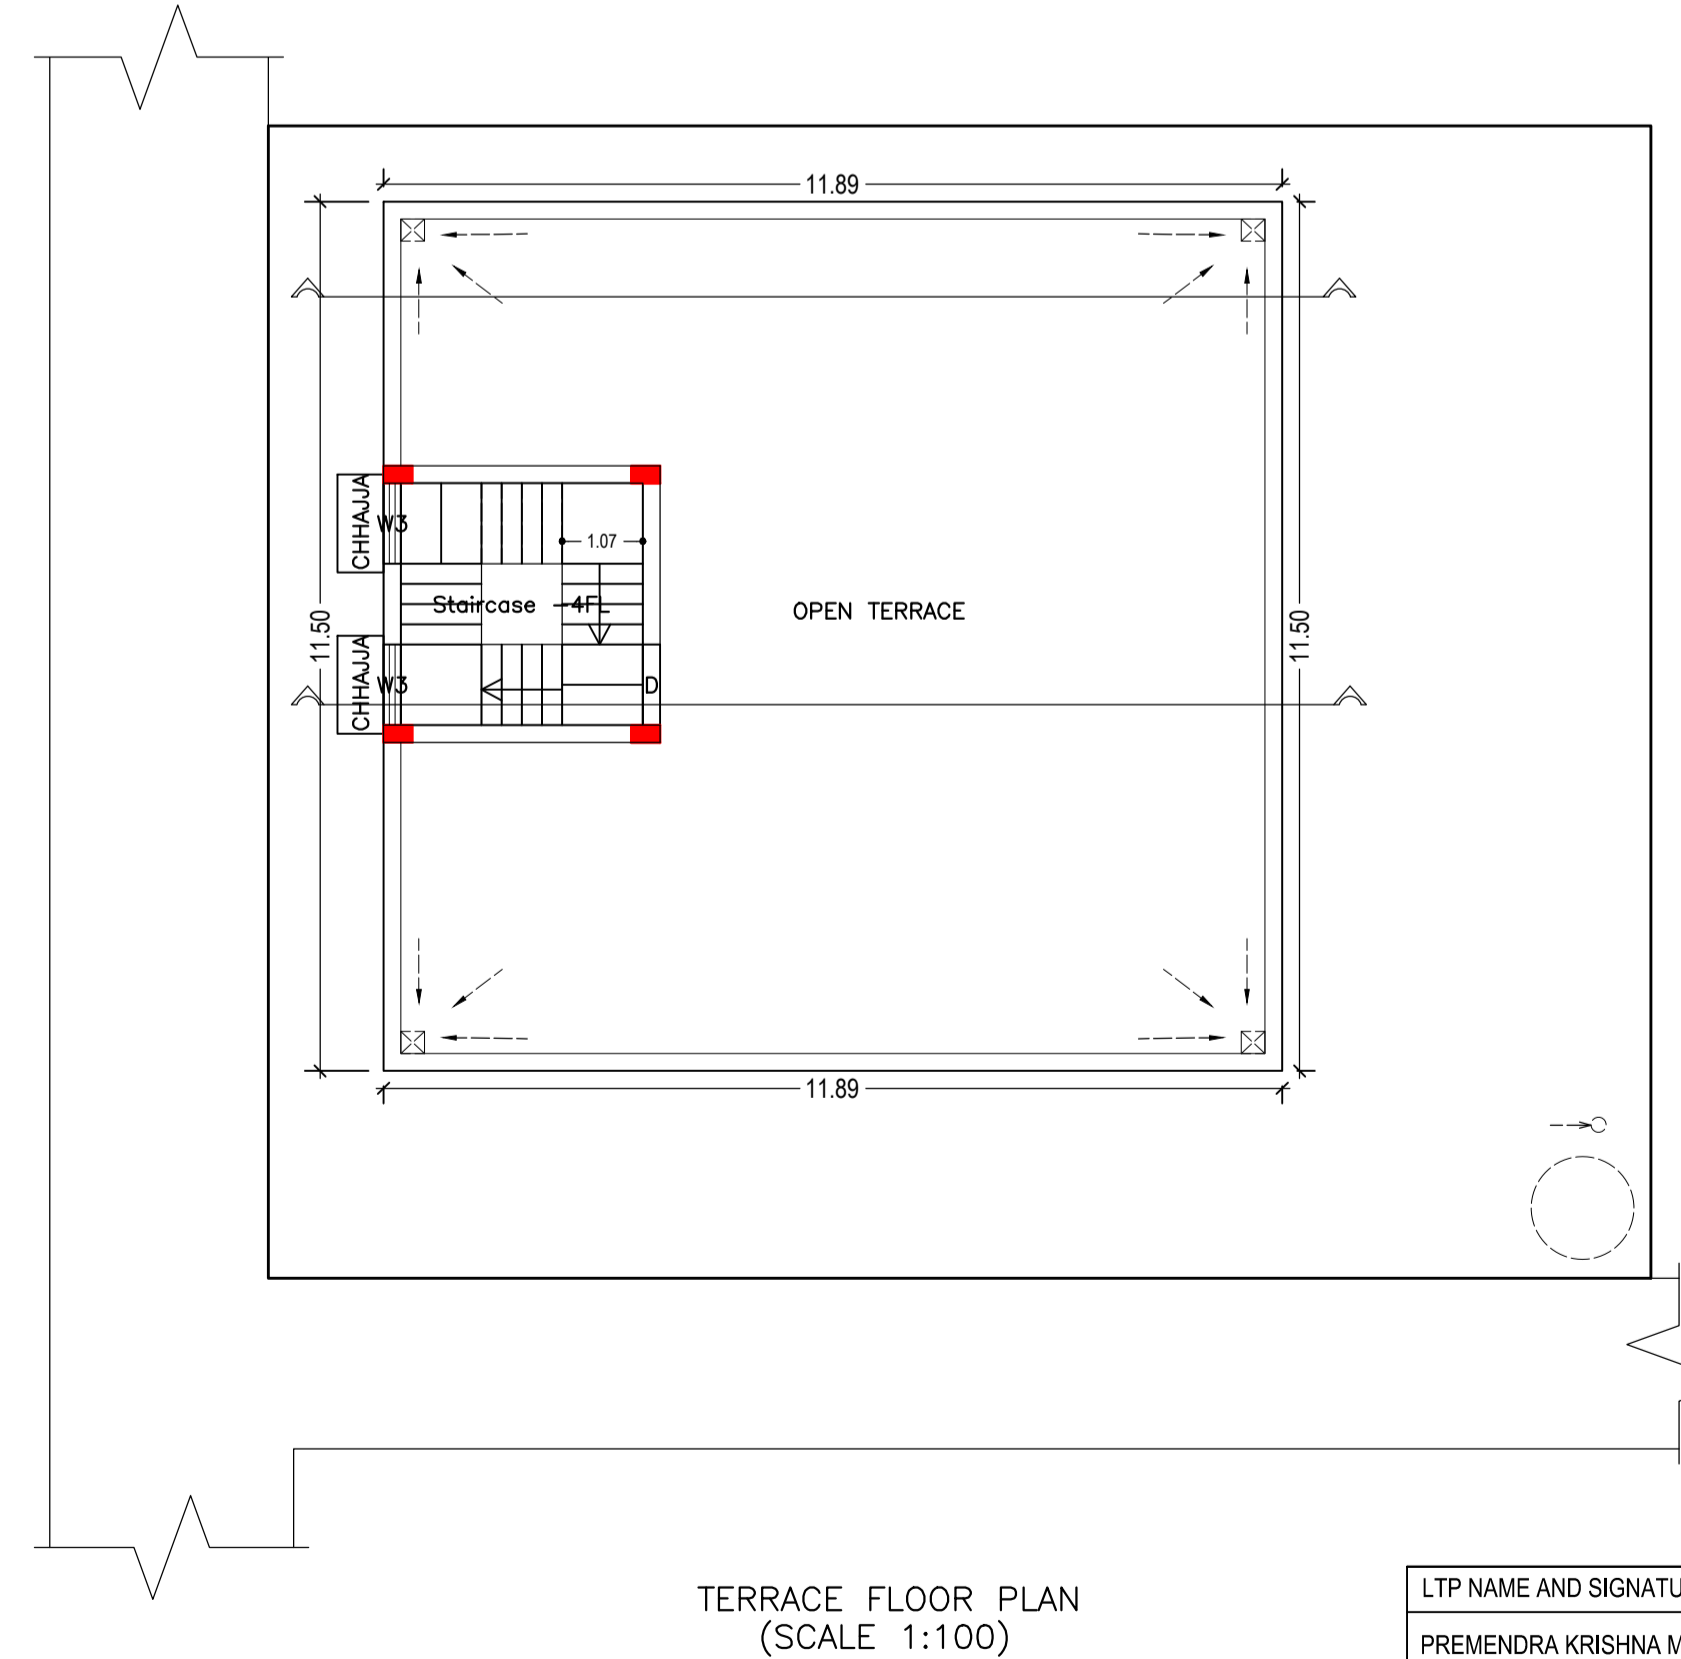 11.89
CHHAJJA
W3
1.07
Staircase -4FL
OPEN TERRACE
11.50
11.50
CHHAJJA
W3
D
11.89
TERRACE FLOOR PLAN
(SCALE 1:100)
LTP NAME AND SIGNATU
PREMENDRA KRISHNA M